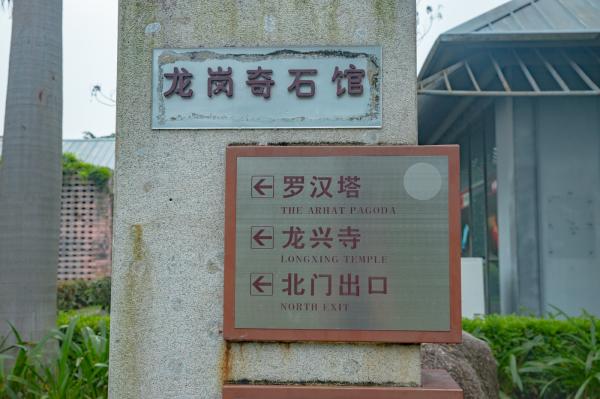 龙岗奇石馆
← 罗汉塔
THE ARHAT PAGODA
← 龙兴寺
LONGXING TEMPLE
← 北门出口
NORTH EXIT